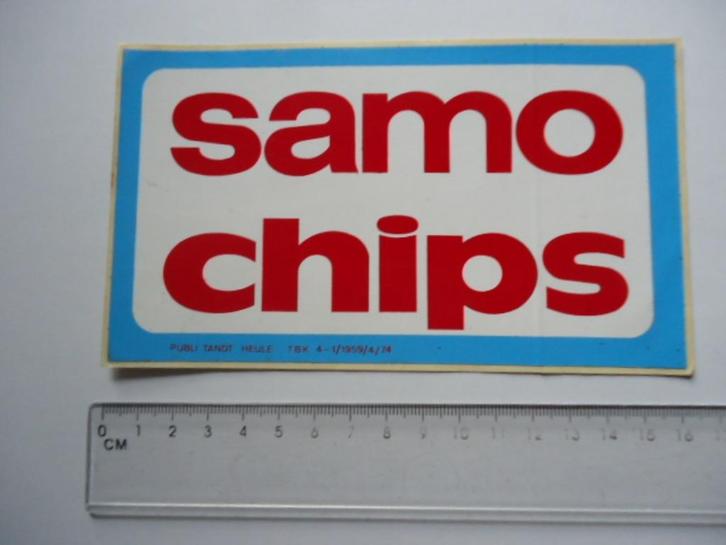 samo
chips
PUBLI TANDT HEULE TBK 4-1/1959/4/74
0 1 2 3 4 5 6 7 8 9 10 11 12 13 14 15 16
CM